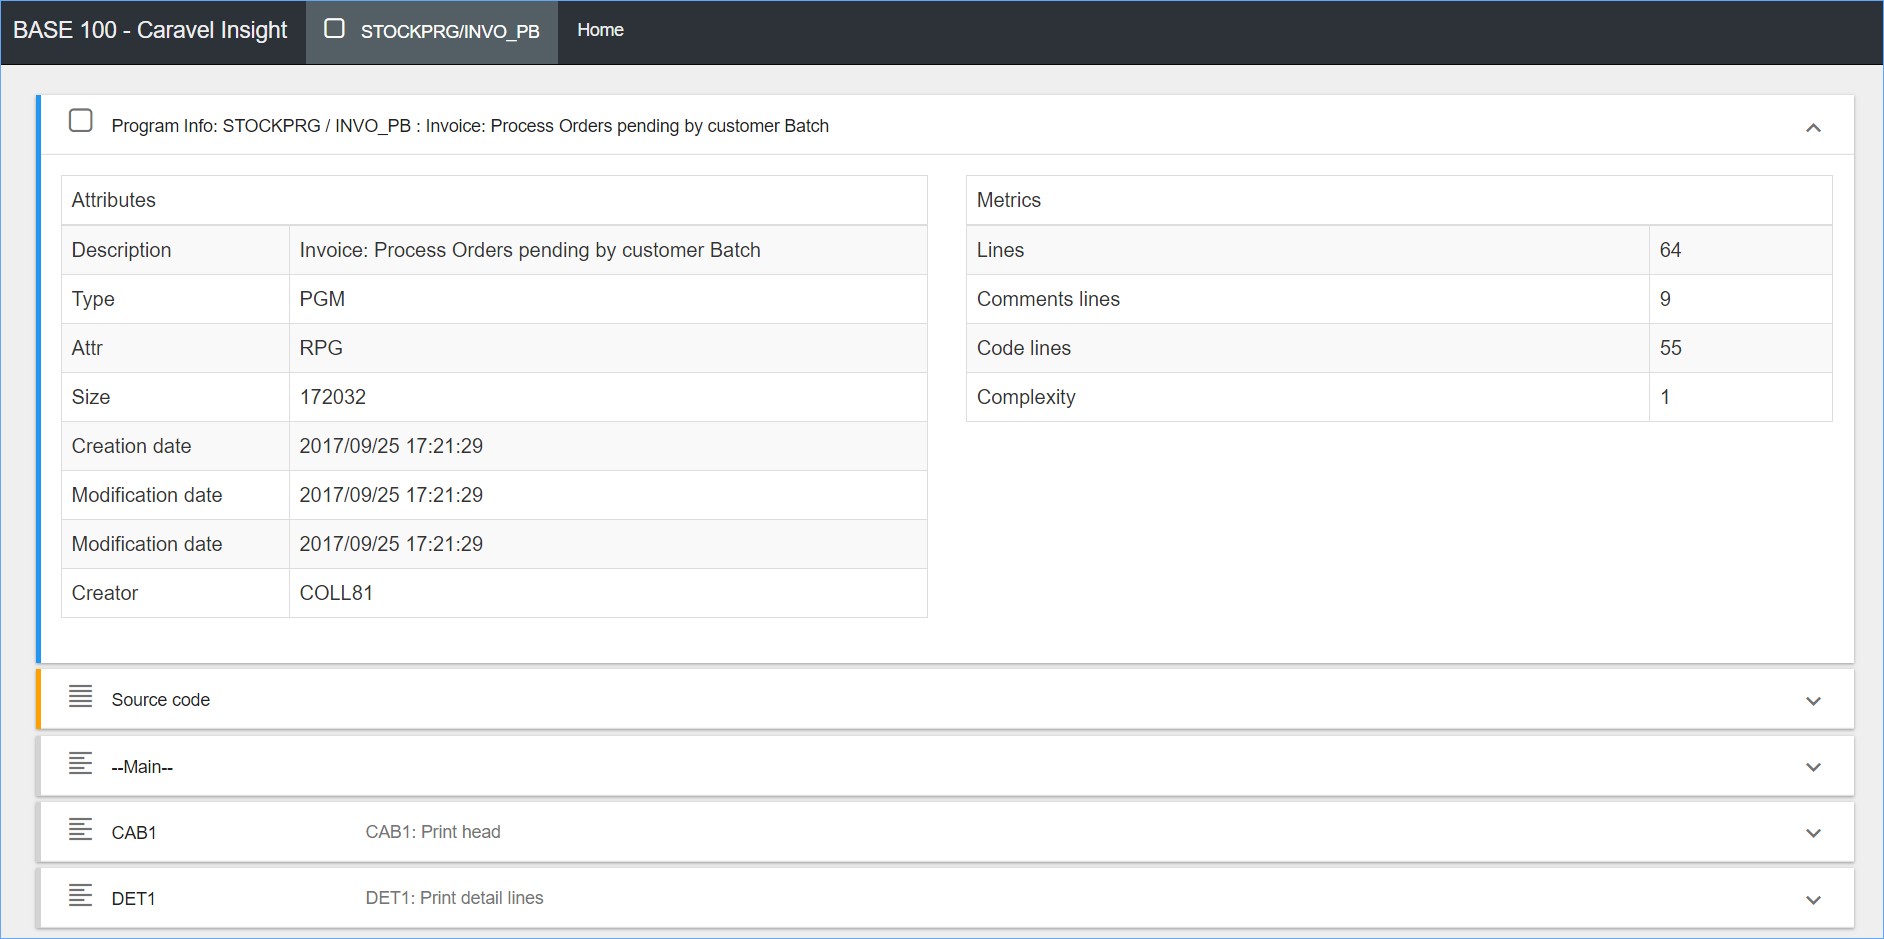 BASE 100 - Caravel Insight STOCKPRG/INVO_PB Home
Program Info: STOCKPRG / INVO_PB : Invoice: Process Orders pending by customer Batch
Attributes
Description Invoice: Process Orders pending by customer Batch
Type PGM
Attr RPG
Size 172032
Creation date 2017/09/25 17:21:29
Modification date 2017/09/25 17:21:29
Modification date 2017/09/25 17:21:29
Creator COLL81
Metrics
Lines 64
Comments lines 9
Code lines 55
Complexity 1
Source code
--Main--
CAB1 CAB1: Print head
DET1 DET1: Print detail lines